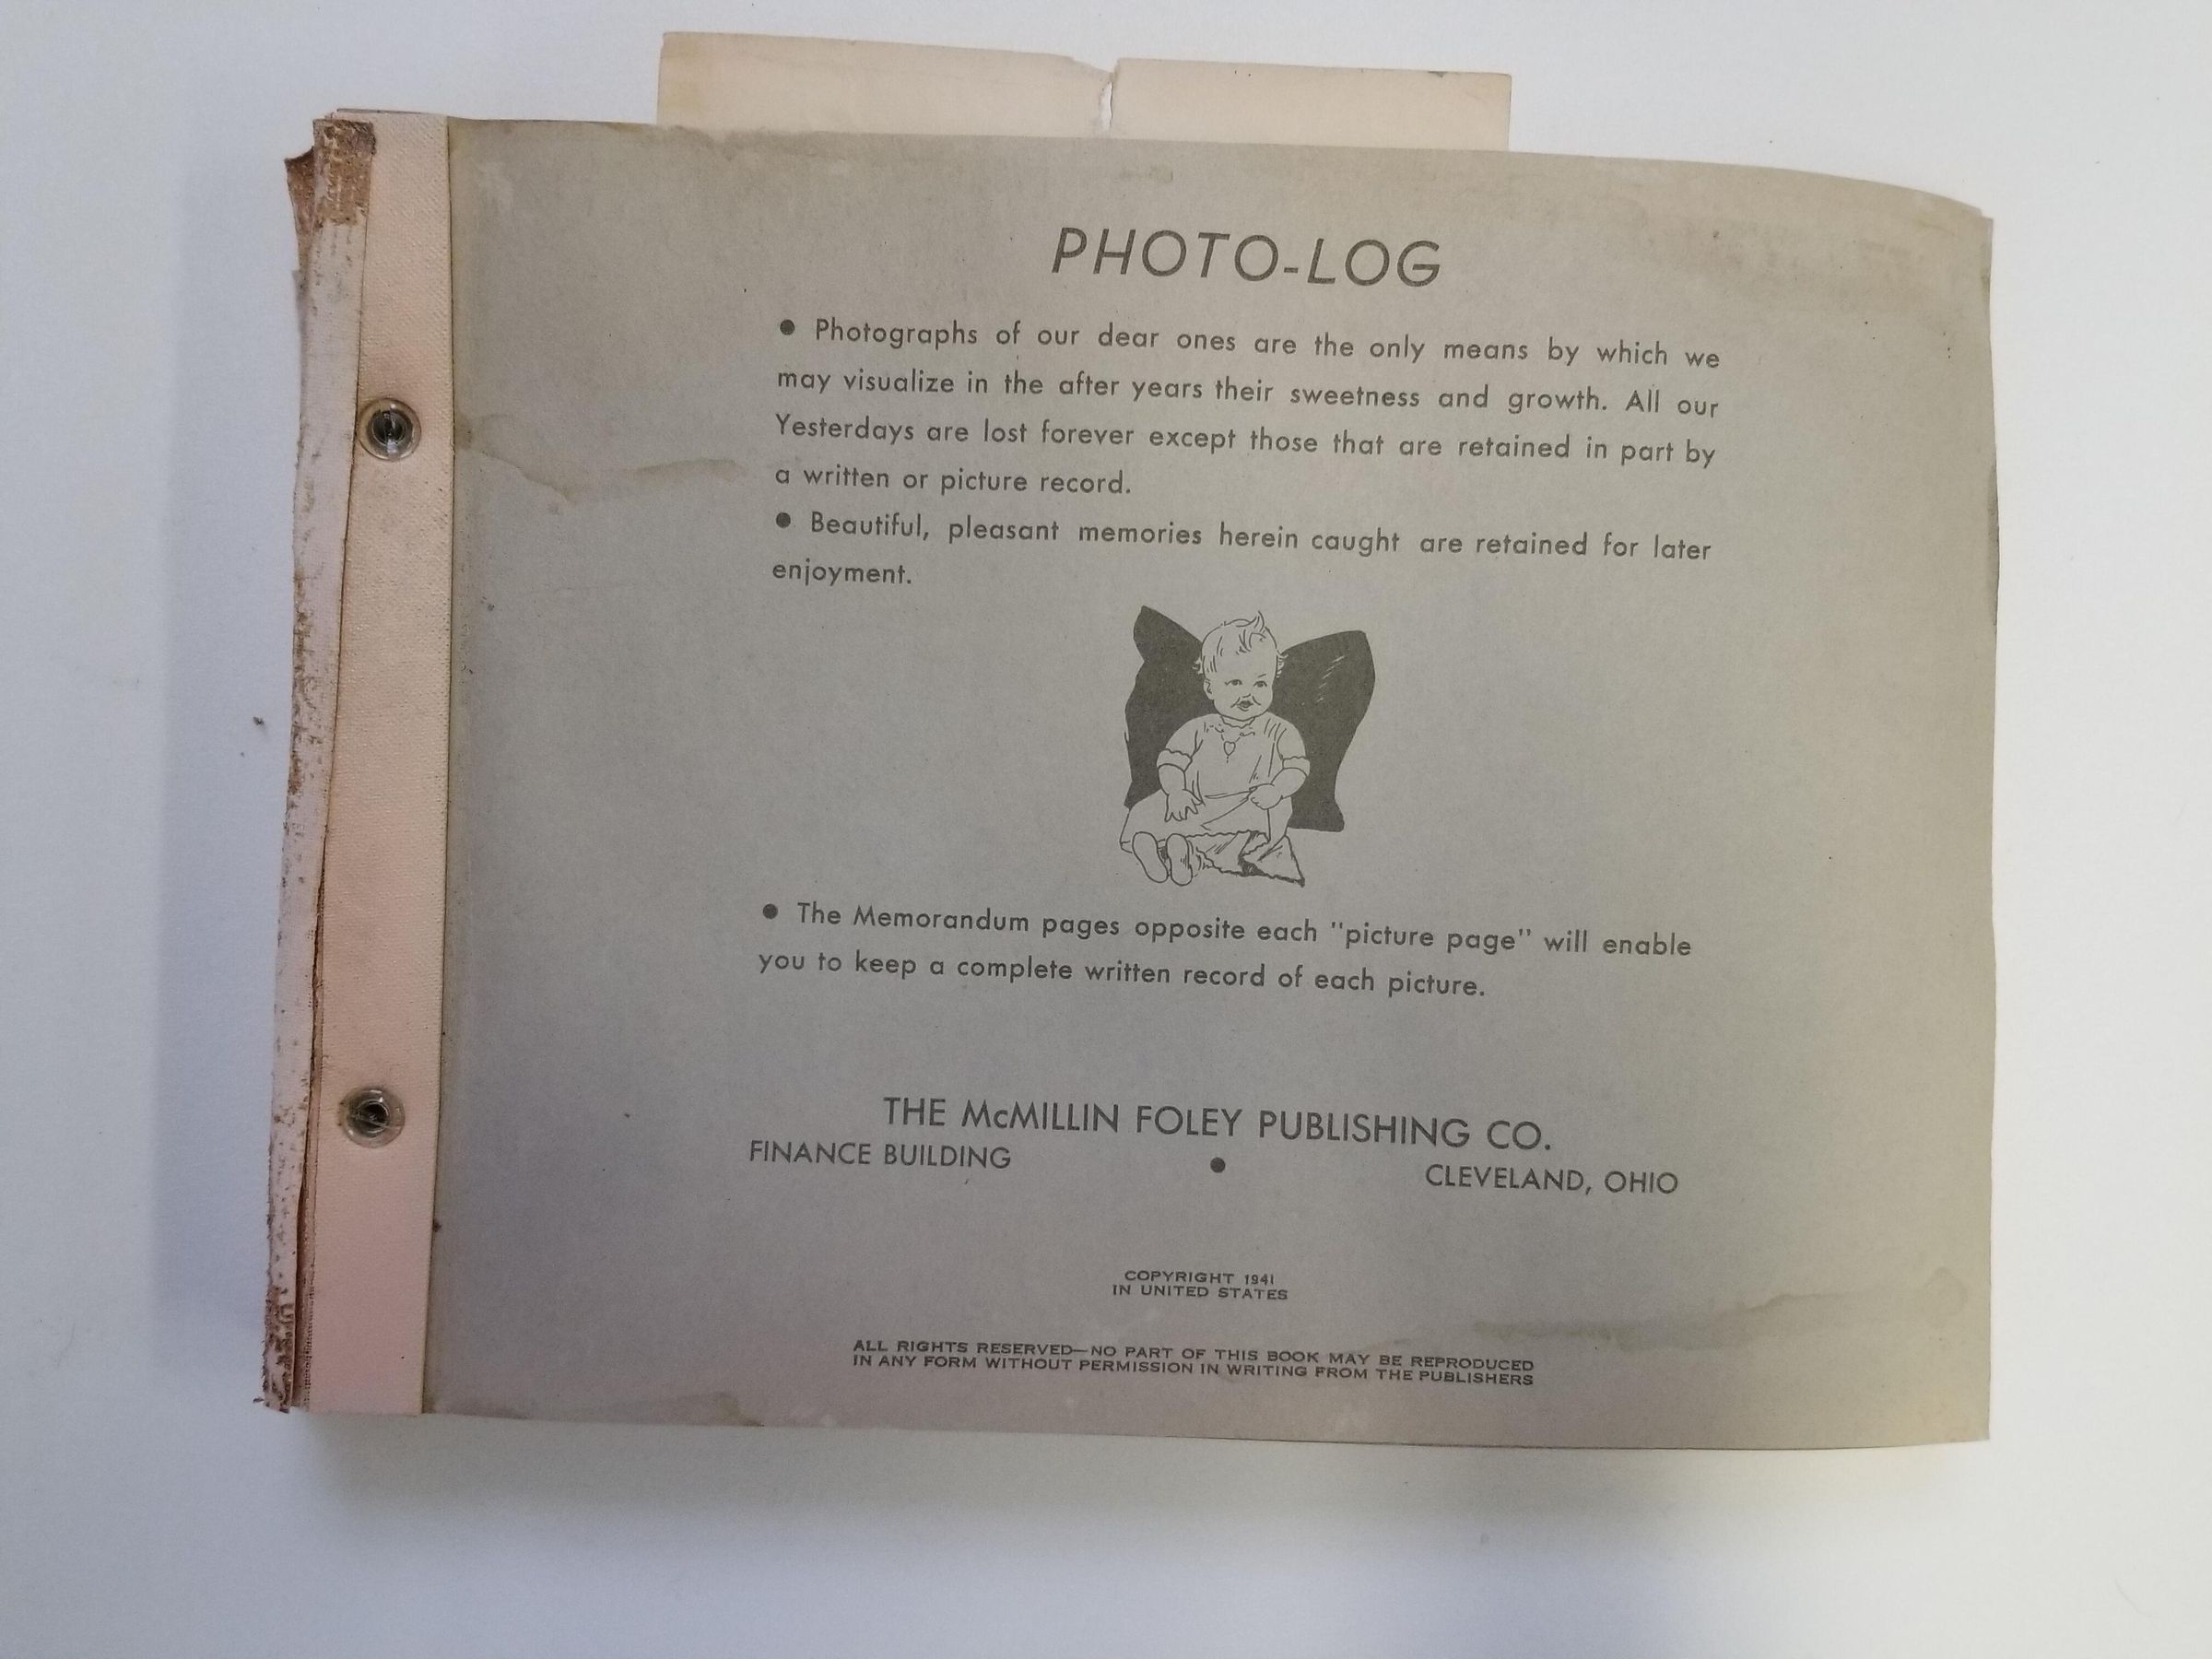 PHOTO-LOG
● Photographs of our dear ones are the only means by which we
may visualize in the after years their sweetness and growth. All our
Yesterdays are lost forever except those that are retained in part by
a written or picture record.
● Beautiful, pleasant memories herein caught are retained for later
enjoyment.
● The Memorandum pages opposite each "picture page" will enable
you to keep a complete written record of each picture.
THE McMILLIN FOLEY PUBLISHING CO.
FINANCE BUILDING ● CLEVELAND, OHIO
COPYRIGHT 1941
IN UNITED STATES
ALL RIGHTS RESERVED—NO PART OF THIS BOOK MAY BE REPRODUCED
IN ANY FORM WITHOUT PERMISSION IN WRITING FROM THE PUBLISHERS